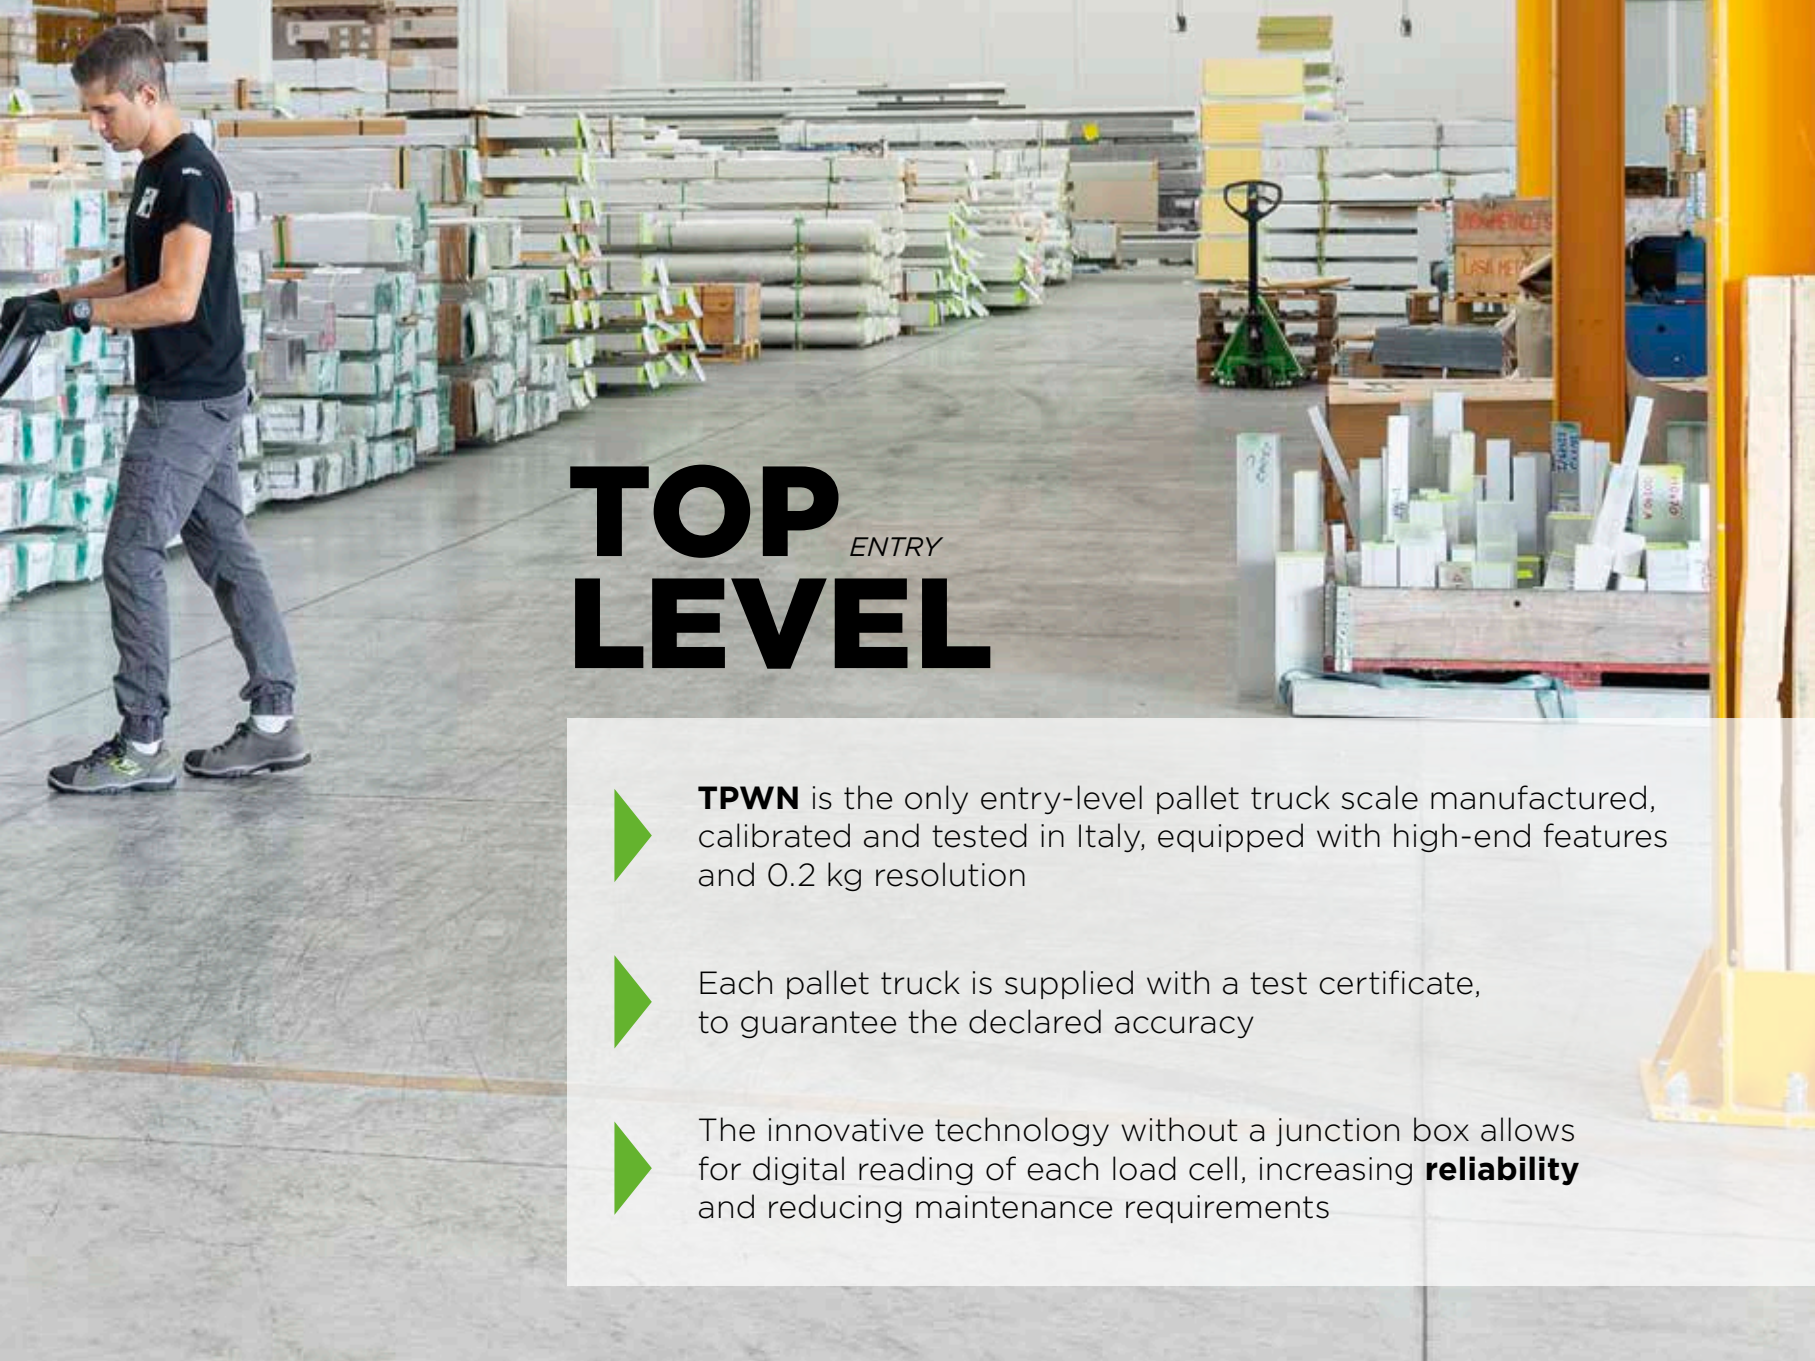 TOP
ENTRY
LEVEL
TPWN is the only entry-level pallet truck scale manufactured,
calibrated and tested in Italy, equipped with high-end features
and 0.2 kg resolution
Each pallet truck is supplied with a test certificate,
to guarantee the declared accuracy
The innovative technology without a junction box allows
for digital reading of each load cell, increasing reliability
and reducing maintenance requirements